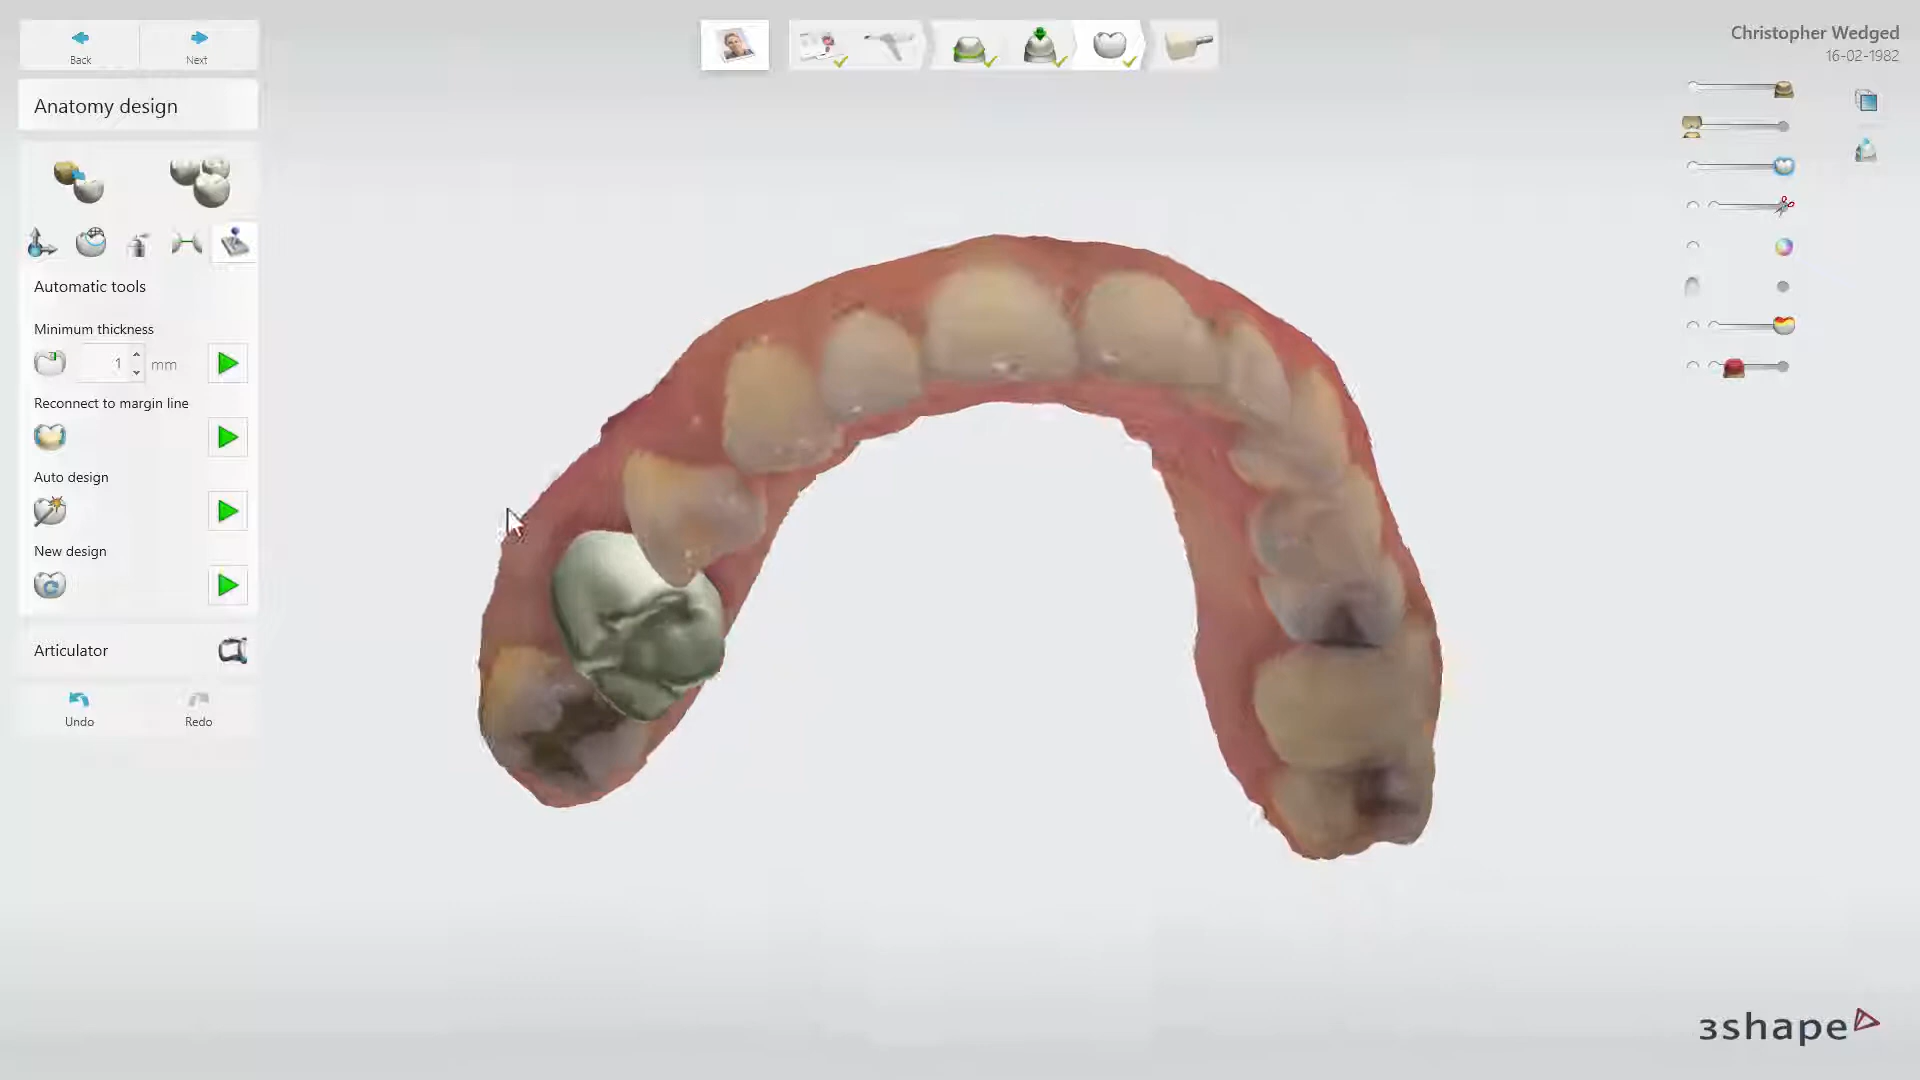 Back
Next
Christopher Wedged
16-02-1982
Anatomy design
Automatic tools
Minimum thickness
1 mm
Reconnect to margin line
Auto design
New design
Articulator
Undo
Redo
3shape